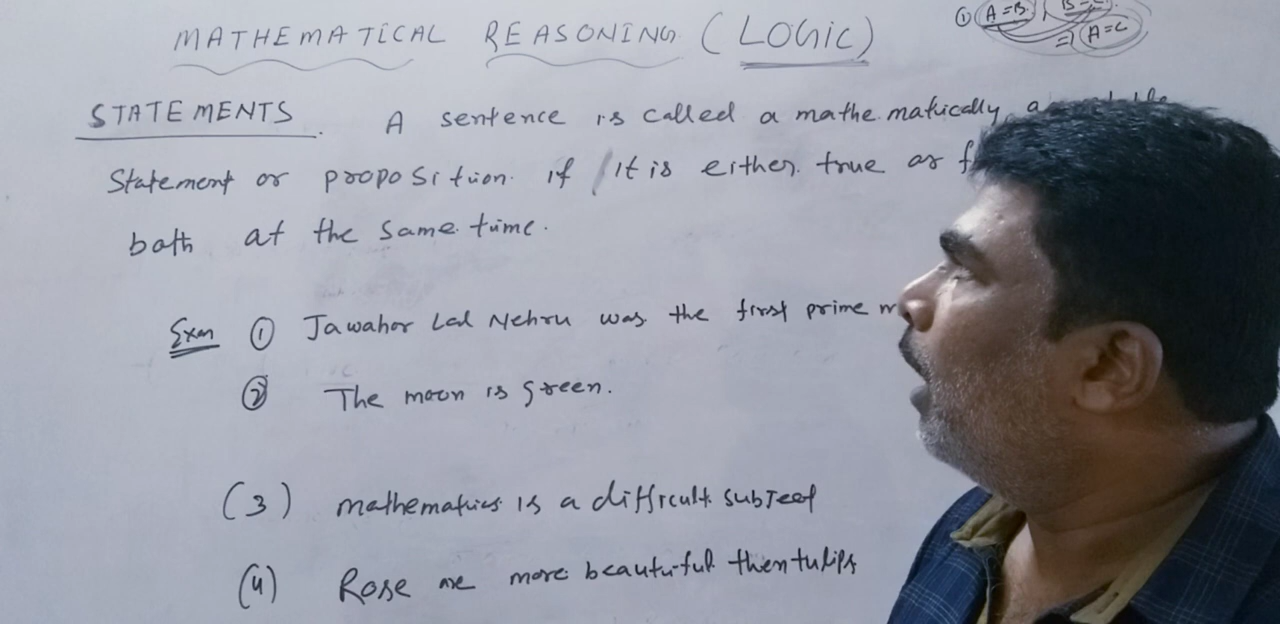 MATHEMATICAL REASONING (LOGIC)
① A=B,
⇒ A=C
STATEMENTS. A sentence is called a mathematically
Statement or proposition if it is either true or
both at the same time.
Exm ① Jawahar Lal Nehru was the first prime
② The moon is green.
(3) mathematics is a difficult subject
(4) Rose are more beautiful then tulips